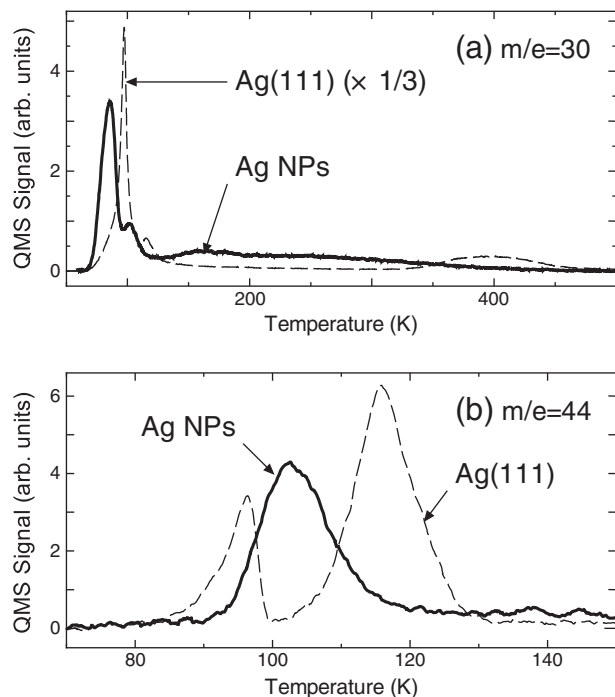 (a) m/e=30
Ag(111) (× 1/3)
Ag NPs
QMS Signal (arb. units)
4
2
0
200
400
Temperature (K)
(b) m/e=44
Ag NPs
Ag(111)
QMS Signal (arb. units)
6
4
2
0
80
100
120
140
Temperature (K)